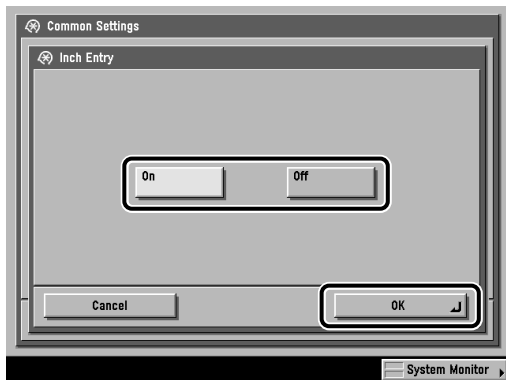 Common Settings
Inch Entry
On Off
Cancel OK
System Monitor